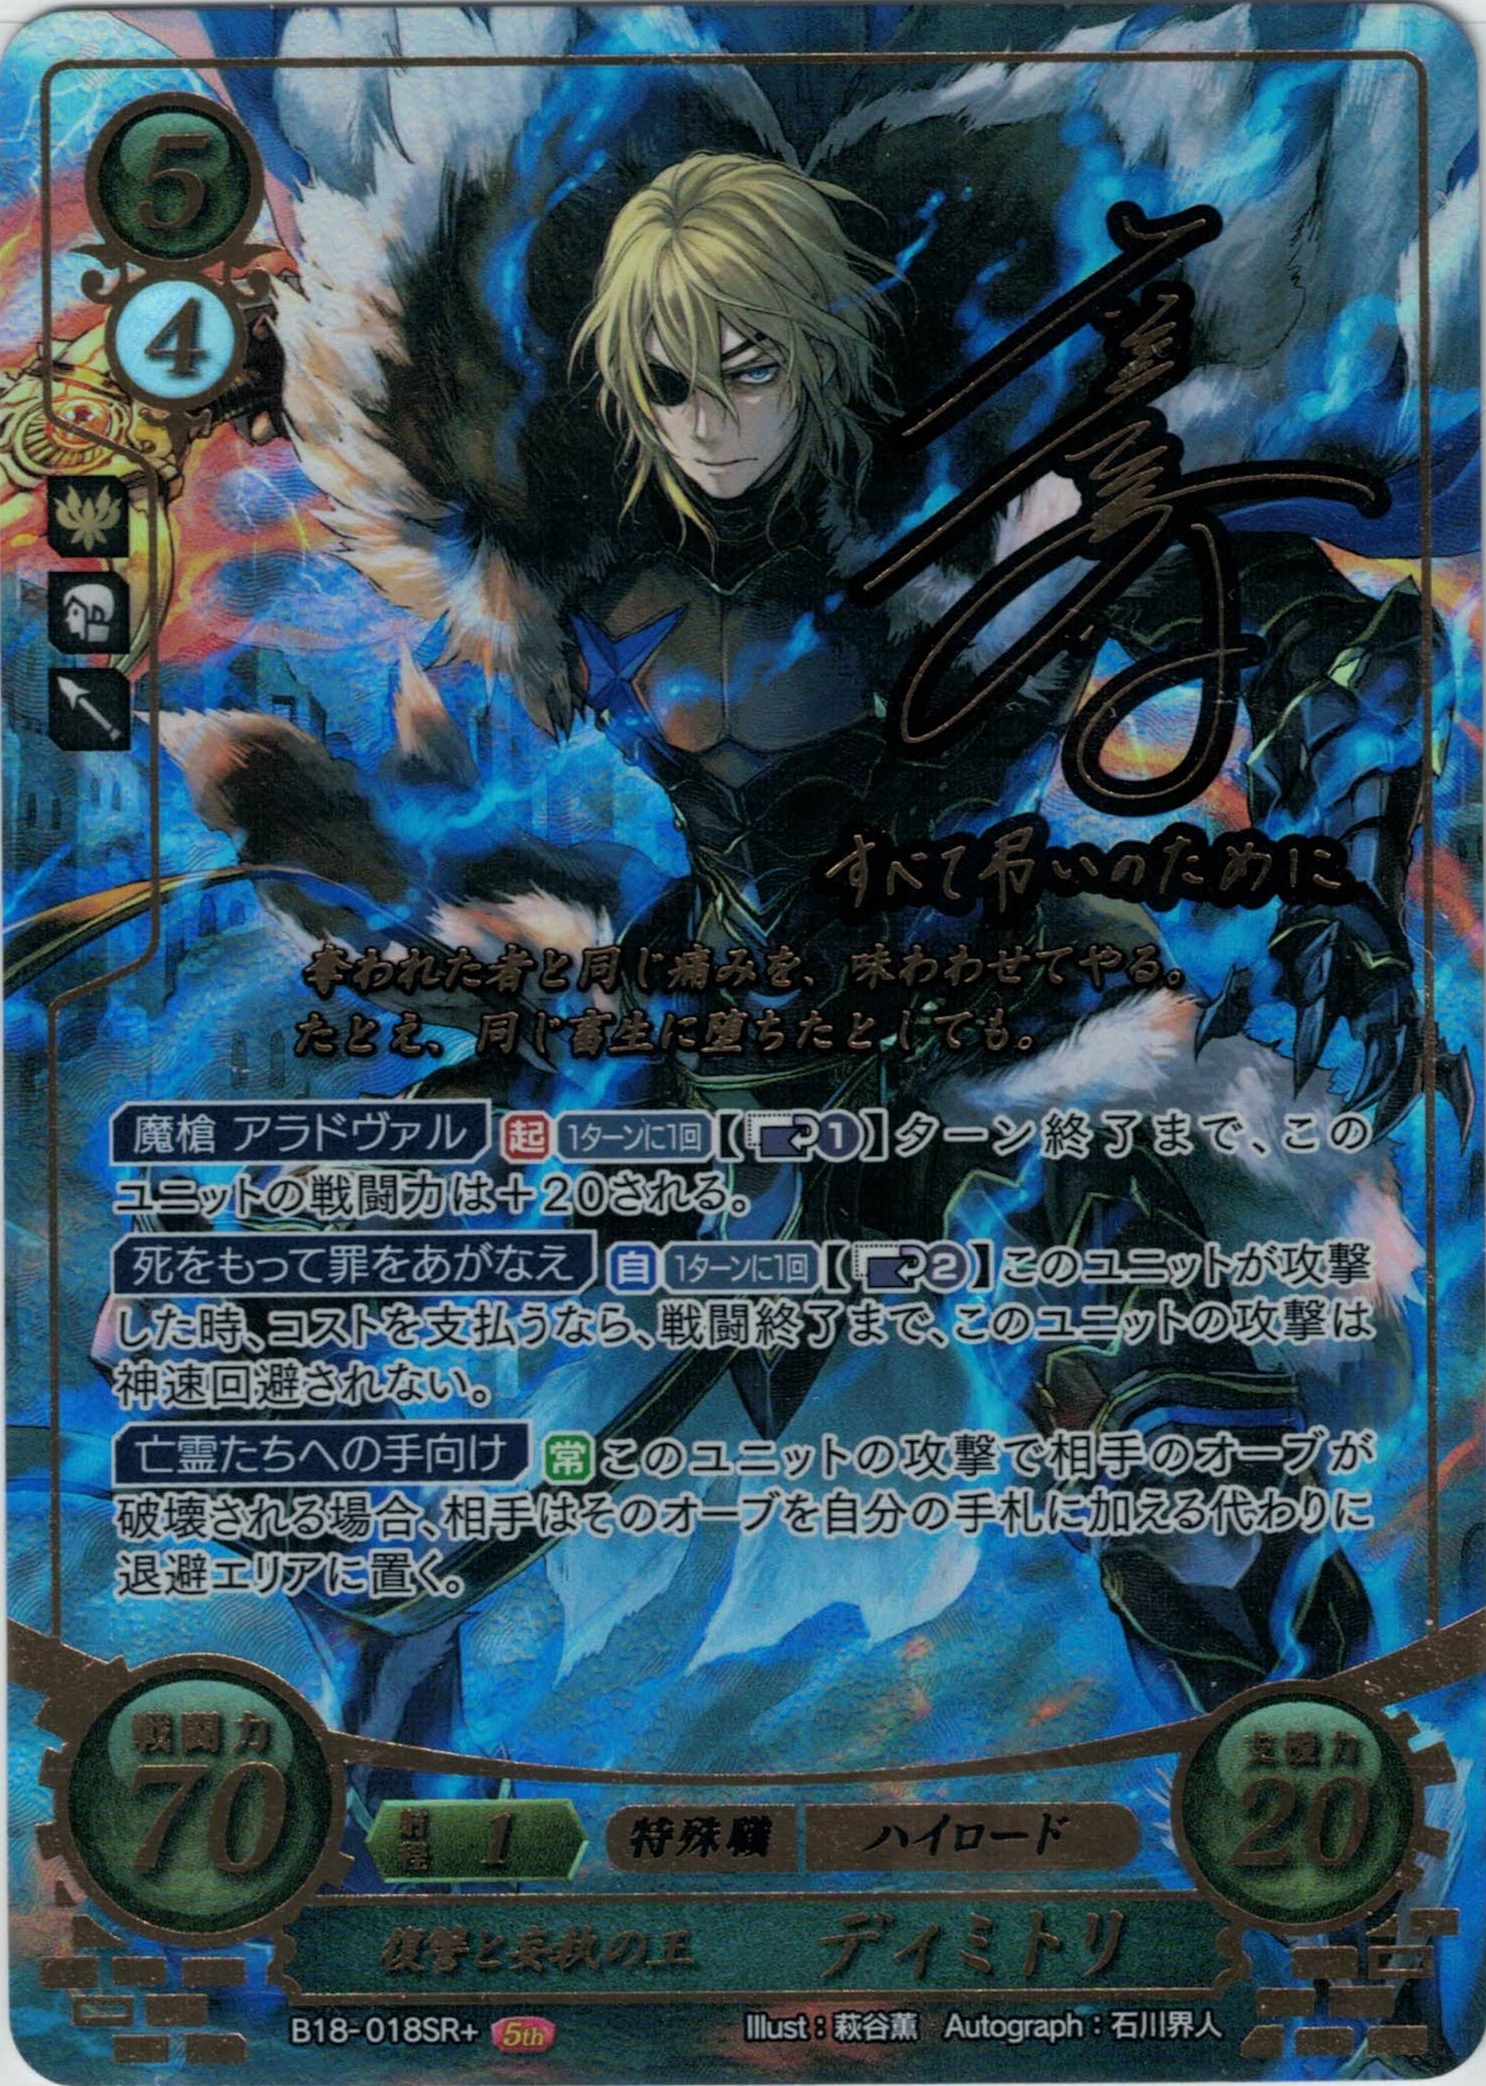 5
4
すべて弔いのために
奪われた者と同じ痛みを、味わわせてやる。
たとえ、同じ畜生に堕ちたとしても。
魔槍 アラドヴァル 起 1ターンに1回【1】ターン終了まで、この
ユニットの戦闘力は＋20される。
死をもって罪をあがなえ 自 1ターンに1回【2】このユニットが攻撃
した時、コストを支払うなら、戦闘終了まで、このユニットの攻撃は
神速回避されない。
亡霊たちへの手向け 常 このユニットの攻撃で相手のオーブが
破壊される場合、相手はそのオーブを自分の手札に加える代わりに
退避エリアに置く。
戦闘力
70
支援力
20
射程 1 特殊職 ハイロード
復讐と妄執の王 ディミトリ
B18-018SR+ 5th Illust：萩谷薫 Autograph：石川界人